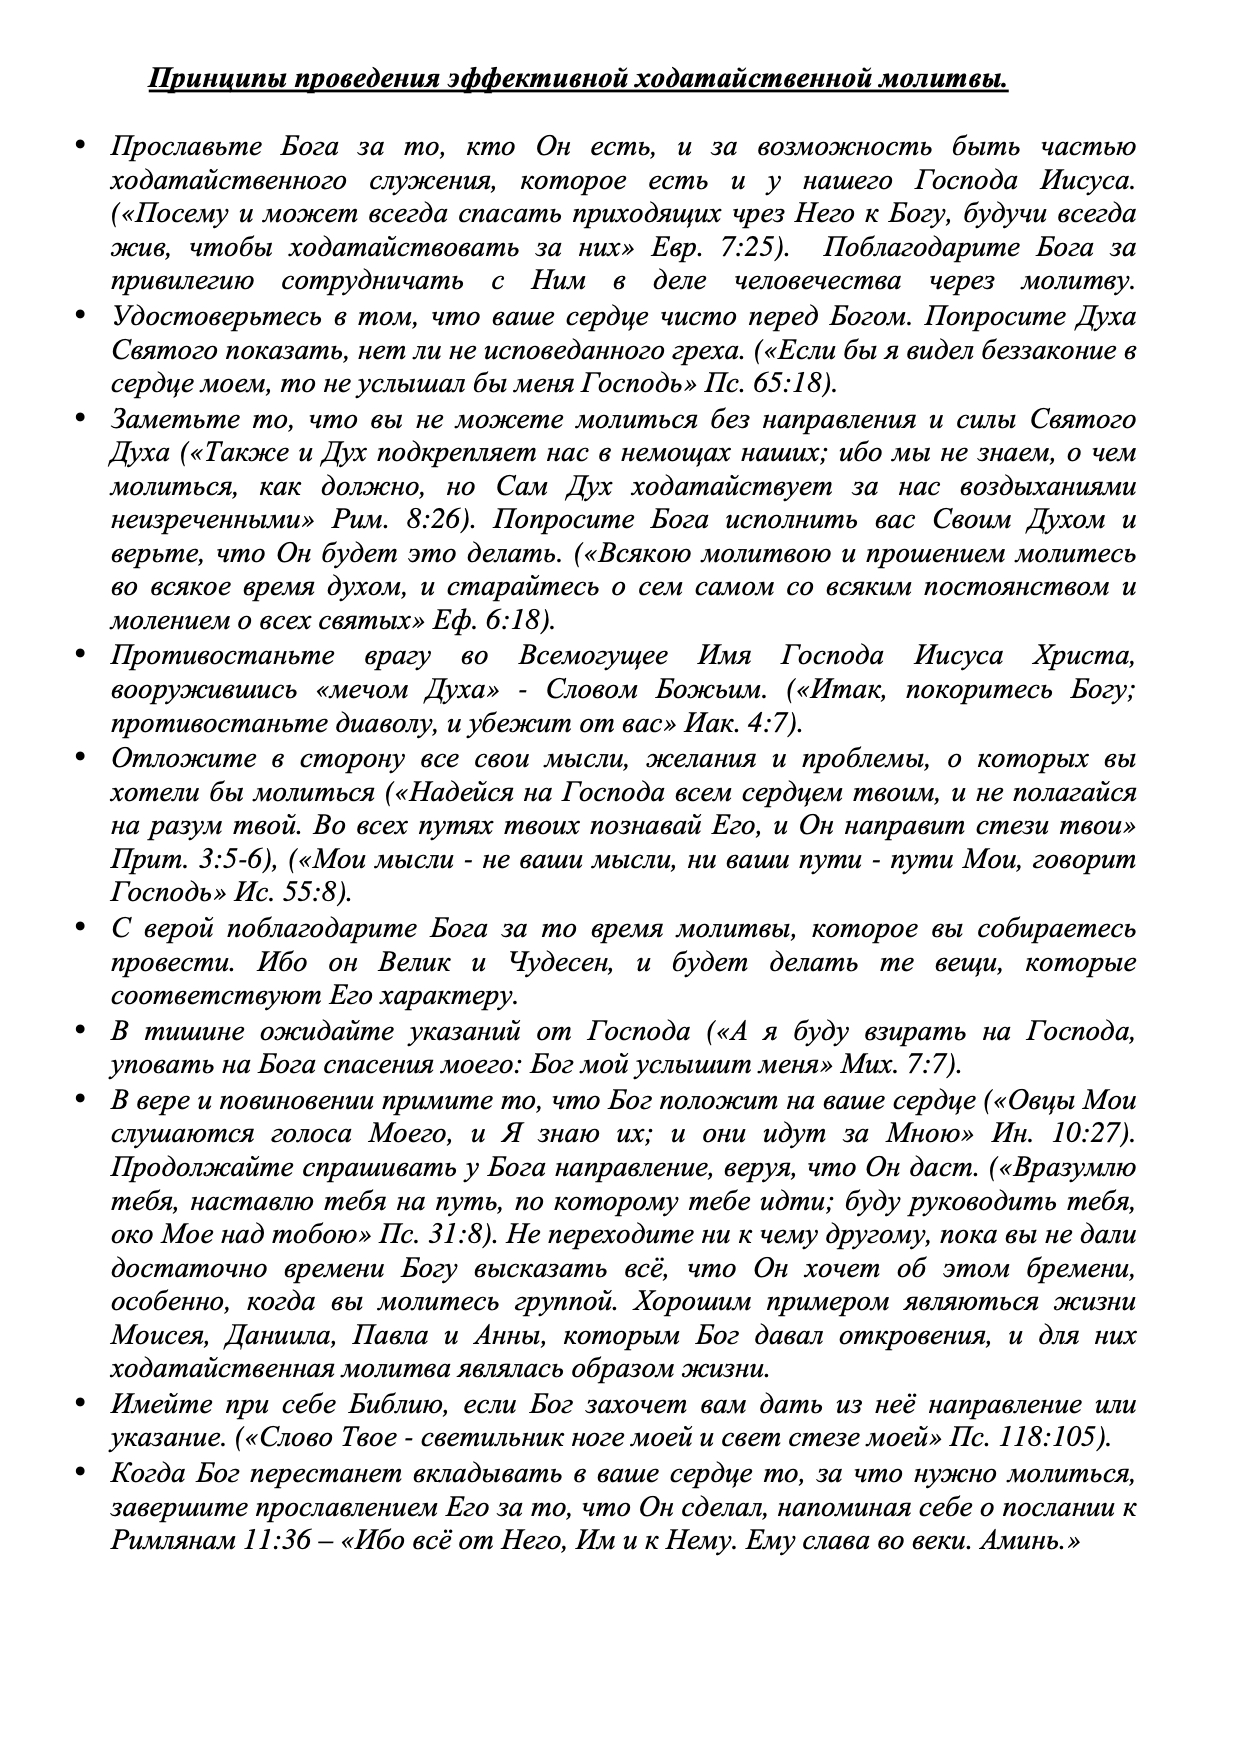 Принципы проведения эффективной ходатайственной молитвы.
• Прославьте Бога за то, кто Он есть, и за возможность быть частью
ходатайственного служения, которое есть и у нашего Господа Иисуса.
(«Посему и может всегда спасать приходящих чрез Него к Богу, будучи всегда
жив, чтобы ходатайствовать за них» Евр. 7:25). Поблагодарите Бога за
привилегию сотрудничать с Ним в деле человечества через молитву.
• Удостоверьтесь в том, что ваше сердце чисто перед Богом. Попросите Духа
Святого показать, нет ли не исповеданного греха. («Если бы я видел беззаконие в
сердце моем, то не услышал бы меня Господь» Пс. 65:18).
• Заметьте то, что вы не можете молиться без направления и силы Святого
Духа («Также и Дух подкрепляет нас в немощах наших; ибо мы не знаем, о чем
молиться, как должно, но Сам Дух ходатайствует за нас воздыханиями
неизреченными» Рим. 8:26). Попросите Бога исполнить вас Своим Духом и
верьте, что Он будет это делать. («Всякою молитвою и прошением молитесь
во всякое время духом, и старайтесь о сем самом со всяким постоянством и
молением о всех святых» Еф. 6:18).
• Противостаньте врагу во Всемогущее Имя Господа Иисуса Христа,
вооружившись «мечом Духа» - Словом Божьим. («Итак, покоритесь Богу;
противостаньте диаволу, и убежит от вас» Иак. 4:7).
• Отложите в сторону все свои мысли, желания и проблемы, о которых вы
хотели бы молиться («Надейся на Господа всем сердцем твоим, и не полагайся
на разум твой. Во всех путях твоих познавай Его, и Он направит стези твои»
Прит. 3:5-6), («Мои мысли - не ваши мысли, ни ваши пути - пути Мои, говорит
Господь» Ис. 55:8).
• С верой поблагодарите Бога за то время молитвы, которое вы собираетесь
провести. Ибо он Велик и Чудесен, и будет делать те вещи, которые
соответствуют Его характеру.
• В тишине ожидайте указаний от Господа («А я буду взирать на Господа,
уповать на Бога спасения моего: Бог мой услышит меня» Мих. 7:7).
• В вере и повиновении примите то, что Бог положит на ваше сердце («Овцы Мои
слушаются голоса Моего, и Я знаю их; и они идут за Мною» Ин. 10:27).
Продолжайте спрашивать у Бога направление, веруя, что Он даст. («Вразумлю
тебя, наставлю тебя на путь, по которому тебе идти; буду руководить тебя,
око Мое над тобою» Пс. 31:8). Не переходите ни к чему другому, пока вы не дали
достаточно времени Богу высказать всё, что Он хочет об этом бремени,
особенно, когда вы молитесь группой. Хорошим примером являються жизни
Моисея, Даниила, Павла и Анны, которым Бог давал откровения, и для них
ходатайственная молитва являлась образом жизни.
• Имейте при себе Библию, если Бог захочет вам дать из неё направление или
указание. («Слово Твое - светильник ноге моей и свет стезе моей» Пс. 118:105).
• Когда Бог перестанет вкладывать в ваше сердце то, за что нужно молиться,
завершите прославлением Его за то, что Он сделал, напоминая себе о послании к
Римлянам 11:36 – «Ибо всё от Него, Им и к Нему. Ему слава во веки. Аминь.»